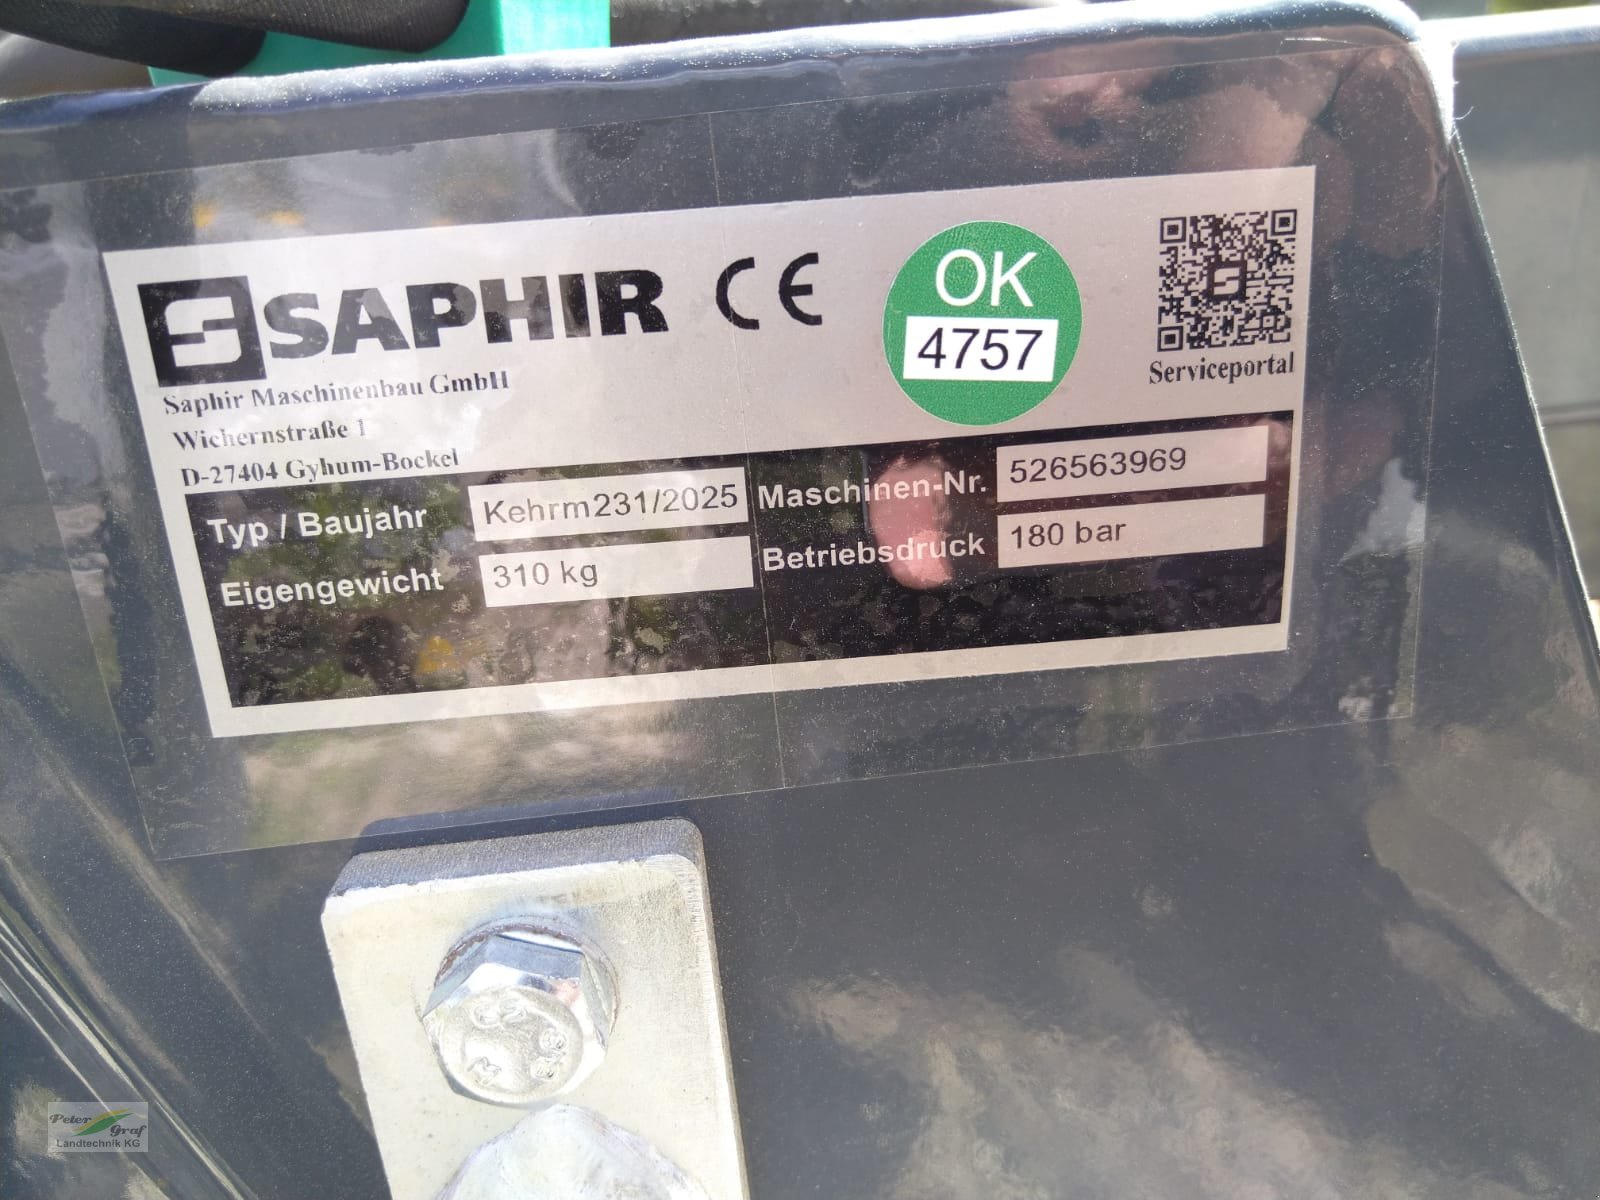 SAPHIR CE
Saphir Maschinenbau GmbH
Wichernstraße 1
D-27404 Gyhum-Bockel
OK
4757
Serviceportal
Typ / Baujahr Kehrm231/2025 Maschinen-Nr. 526563969
Eigengewicht 310 kg Betriebsdruck 180 bar
Peter
Graf
Landtechnik KG